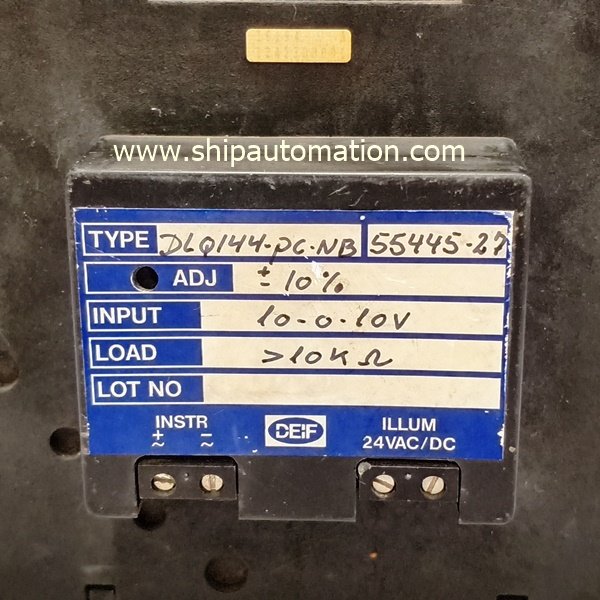 www.shipautomation.com
TYPE DLQ144-pc-NB 55445-27
ADJ ± 10%
INPUT 10-0-10V
LOAD >10KΩ
LOT NO
INSTR DEIF ILLUM
+ −
~ ~ 24VAC/DC